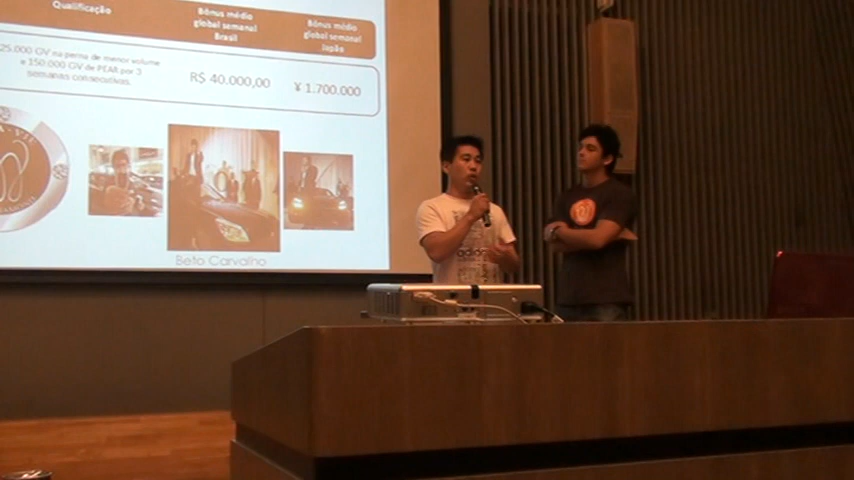 Qualificação
Bônus médio
global semanal
Brasil
Bônus médio
global semanal
Japão
25.000 GV na perna de menor volume
e 150.000 GV de PEAR por 3
semanas consecutivas.
R$ 40.000,00
¥ 1.700.000
Beto Carvalho